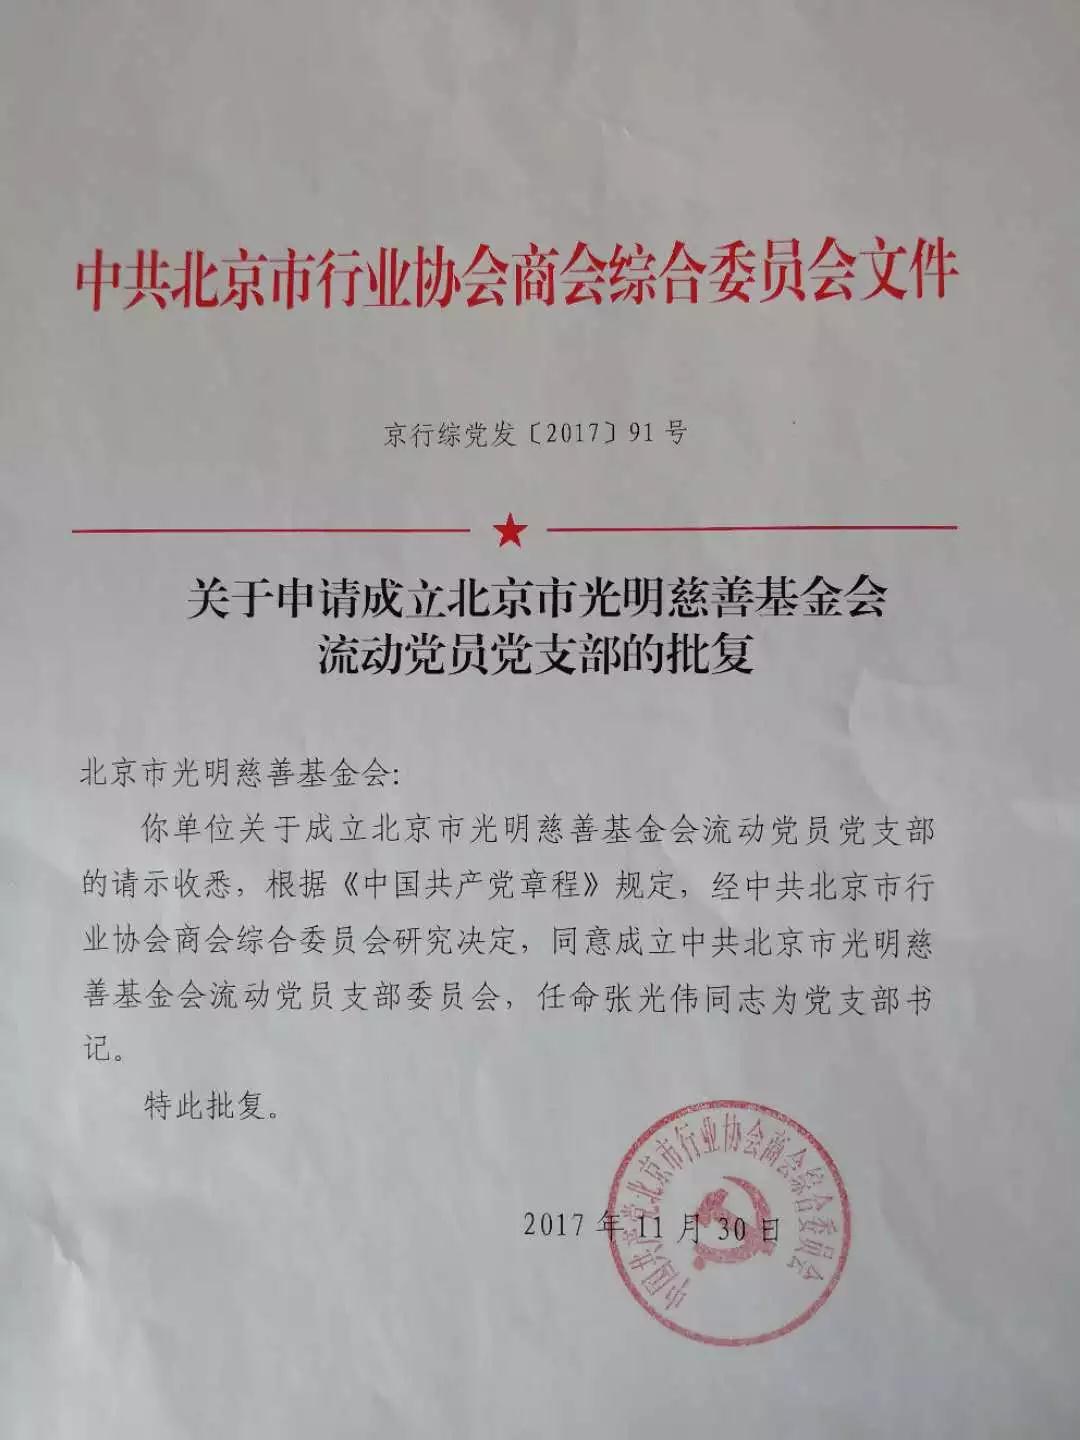 中共北京市行业协会商会综合委员会文件
京行综党发〔2017〕91号
关于申请成立北京市光明慈善基金会
流动党员党支部的批复
北京市光明慈善基金会:
你单位关于成立北京市光明慈善基金会流动党员党支部
的请示收悉，根据《中国共产党章程》规定，经中共北京市行
业协会商会综合委员会研究决定，同意成立中共北京市光明慈
善基金会流动党员支部委员会，任命张光伟同志为党支部书
记。
特此批复。
中国共产党北京市行业协会商会综合委员会
2017年11月30日